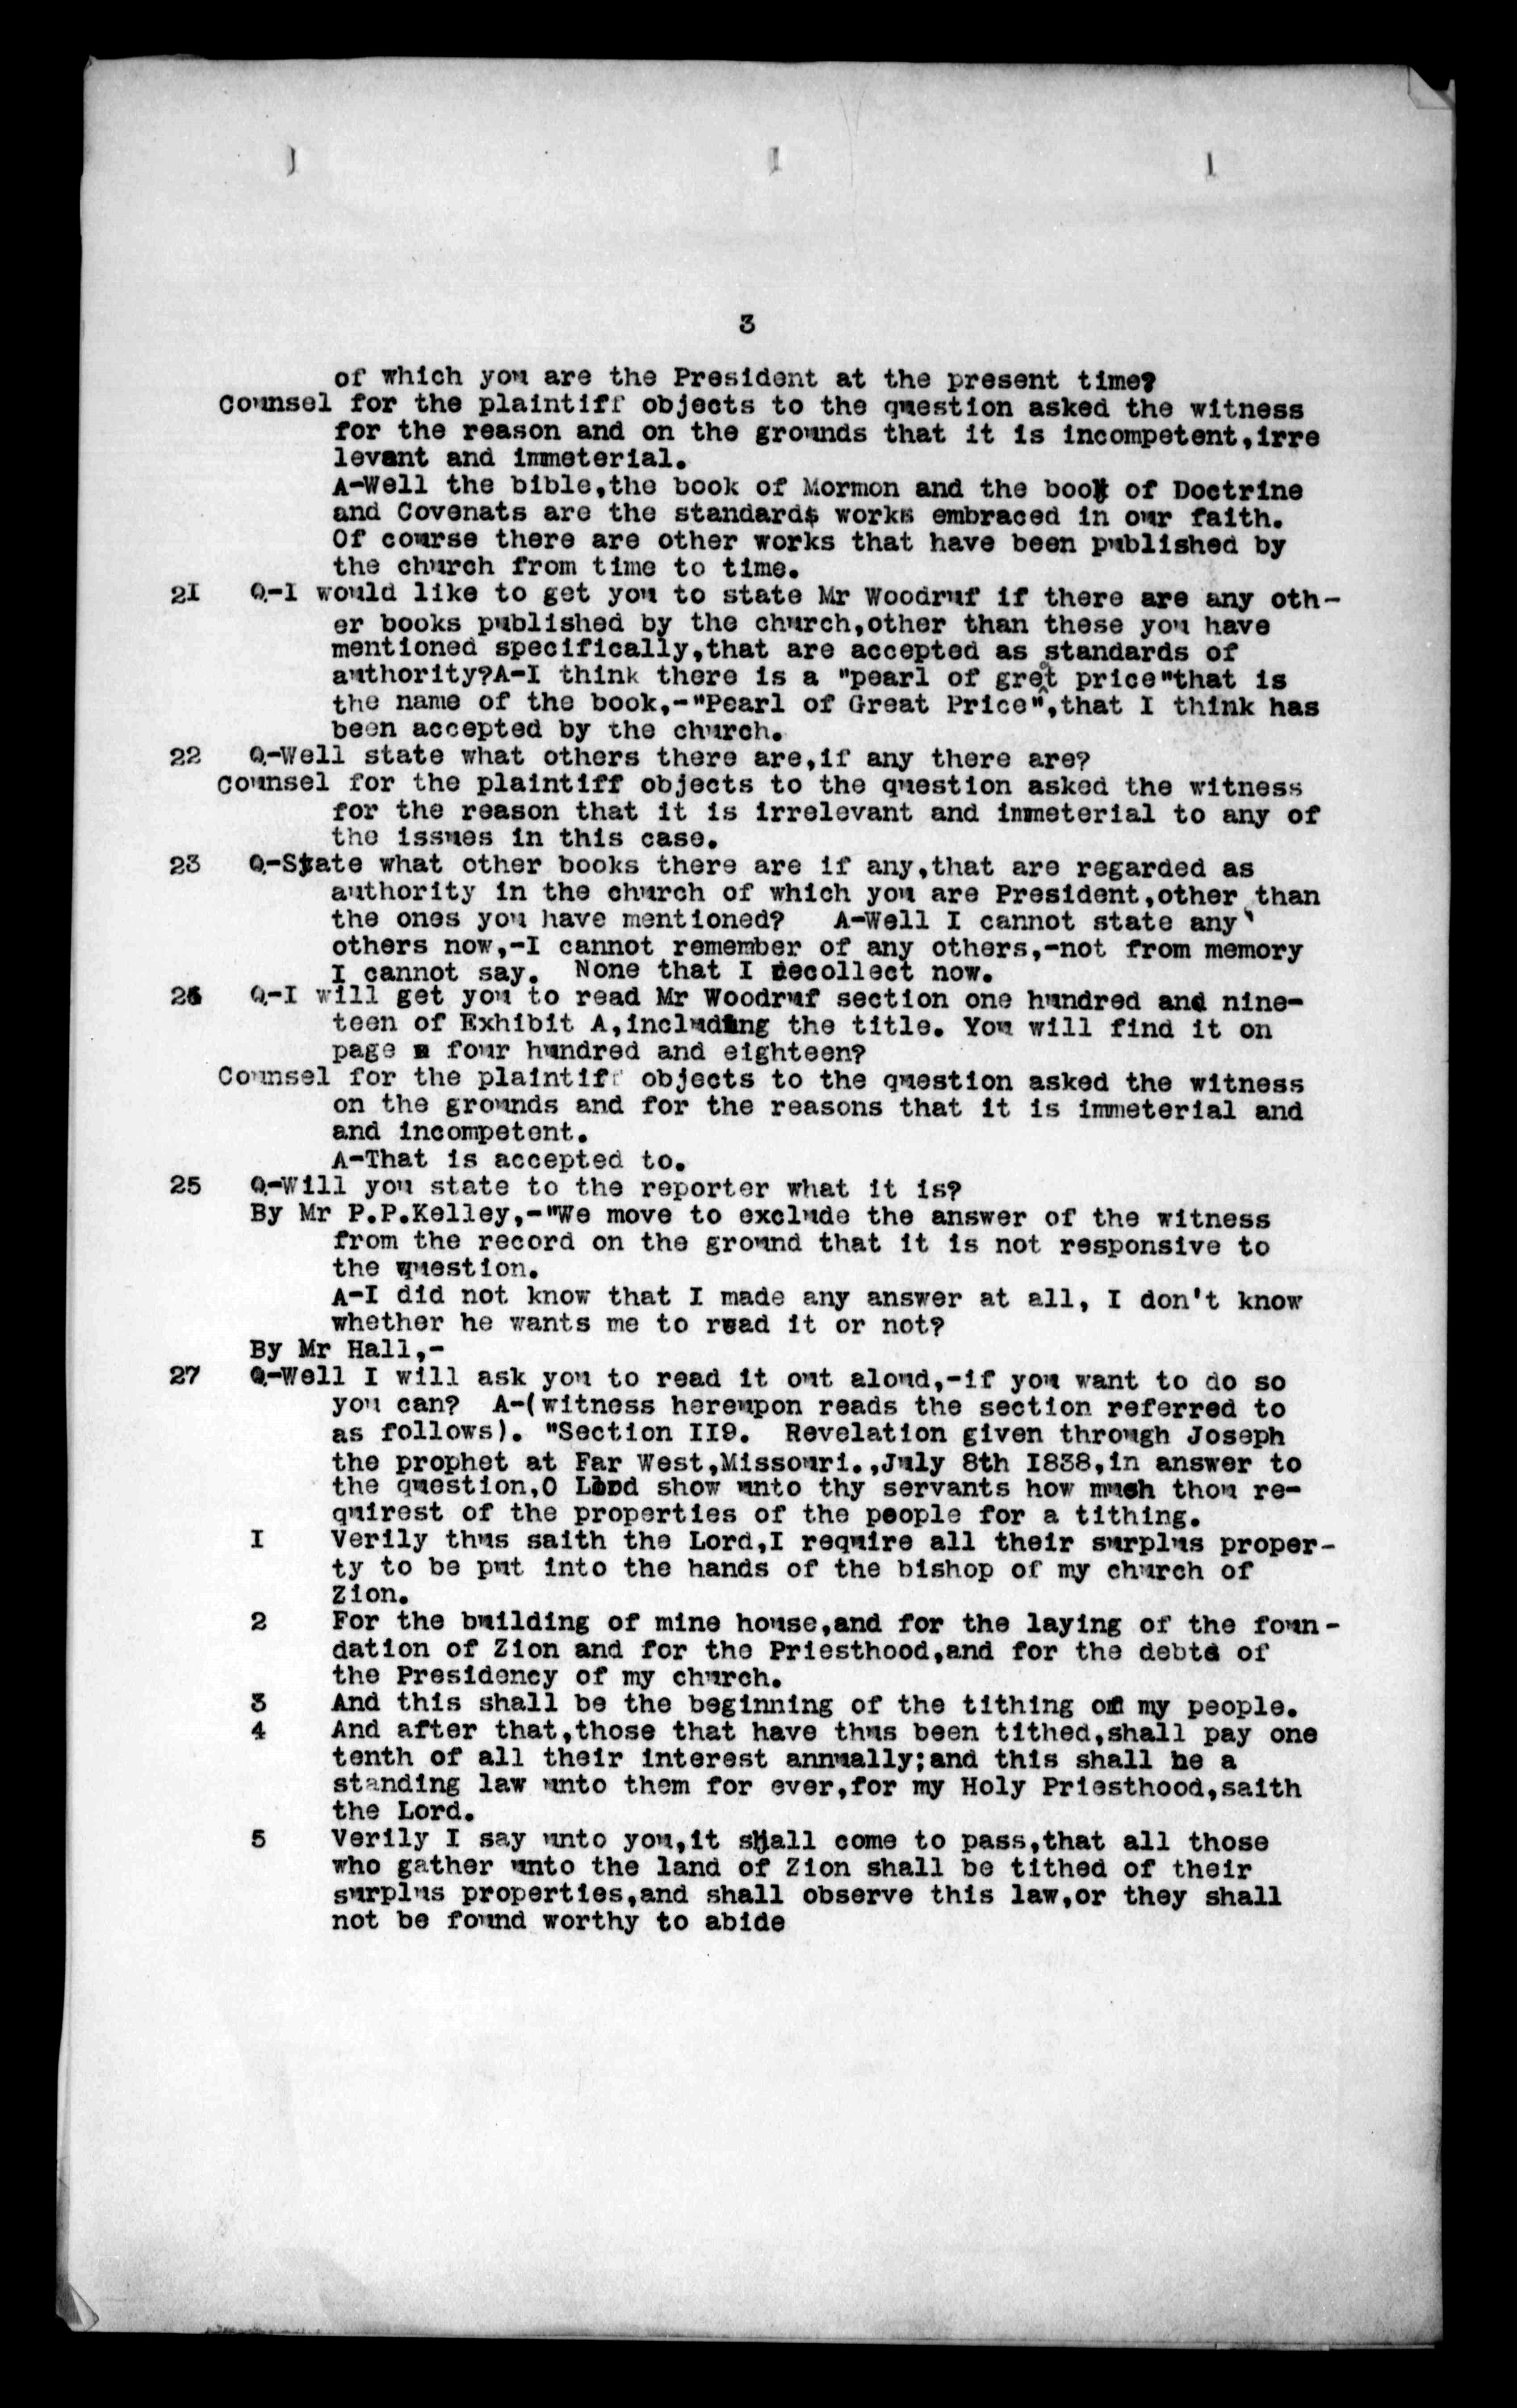 3
of which you are the President at the present time?
Counsel for the plaintiff objects to the question asked the witness
for the reason and on the grounds that it is incompetent,irre
levant and immeterial.
A-Well the bible,the book of Mormon and the book of Doctrine
and Covenats are the standards works embraced in our faith.
Of course there are other works that have been published by
the church from time to time.
21 Q-I would like to get you to state Mr Woodruf if there are any oth-
er books published by the church,other than these you have
mentioned specifically,that are accepted as standards of
authority?A-I think there is a "pearl of great price"that is
the name of the book,-"Pearl of Great Price",that I think has
been accepted by the church.
22 Q-Well state what others there are,if any there are?
Counsel for the plaintiff objects to the question asked the witness
for the reason that it is irrelevant and immeterial to any of
the issues in this case.
23 Q-State what other books there are if any,that are regarded as
authority in the church of which you are President,other than
the ones you have mentioned? A-Well I cannot state any
others now,-I cannot remember of any others,-not from memory
I cannot say. None that I recollect now.
Q-I will get you to read Mr Woodruf section one hundred and nine-
teen of Exhibit A,including the title. You will find it on
page four hundred and eighteen?
Counsel for the plaintiff objects to the question asked the witness
on the grounds and for the reasons that it is immeterial and
and incompetent.
A-That is accepted to.
25 Q-Will you state to the reporter what it is?
By Mr P.P.Kelley,-"We move to exclude the answer of the witness
from the record on the ground that it is not responsive to
the question.
A-I did not know that I made any answer at all, I don't know
whether he wants me to read it or not?
By Mr Hall,-
27 Q-Well I will ask you to read it out aloud,-if you want to do so
you can? A-(witness hereupon reads the section referred to
as follows). "Section II9. Revelation given through Joseph
the prophet at Far West,Missouri.,July 8th I838,in answer to
the question,O Lord show unto thy servants how much thou re-
quirest of the properties of the people for a tithing.
I Verily thus saith the Lord,I require all their surplus proper-
ty to be put into the hands of the bishop of my church of
Zion.
2 For the building of mine house,and for the laying of the foun-
dation of Zion and for the Priesthood,and for the debts of
the Presidency of my church.
3 And this shall be the beginning of the tithing of my people.
4 And after that,those that have thus been tithed,shall pay one
tenth of all their interest annually;and this shall be a
standing law unto them for ever,for my Holy Priesthood,saith
the Lord.
5 Verily I say unto you,it shall come to pass,that all those
who gather unto the land of Zion shall be tithed of their
surplus properties,and shall observe this law,or they shall
not be found worthy to abide